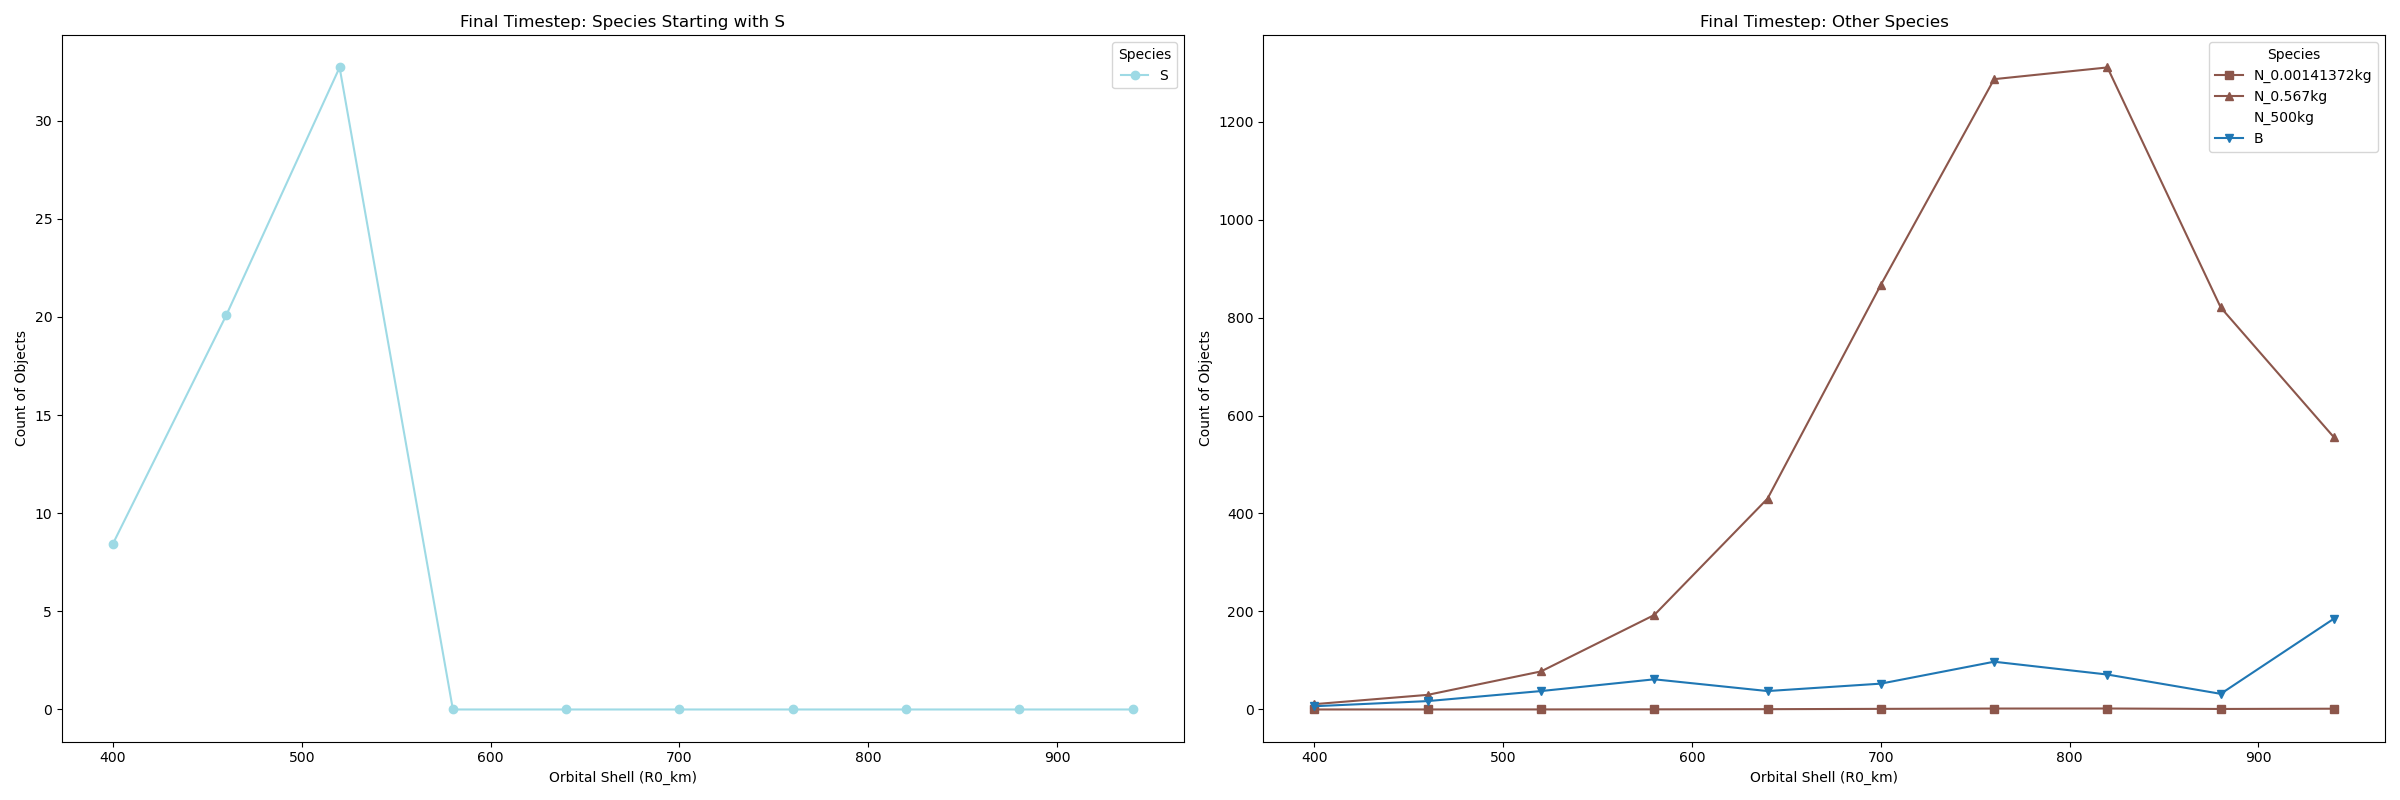 Final Timestep: Species Starting with S
Species
S
30
25
20
15
10
5
0
Count of Objects
400 500 600 700 800 900
Orbital Shell (R0_km)
Final Timestep: Other Species
Species
N_0.00141372kg
N_0.567kg
N_500kg
B
1200
1000
800
600
400
200
0
Count of Objects
400 500 600 700 800 900
Orbital Shell (R0_km)